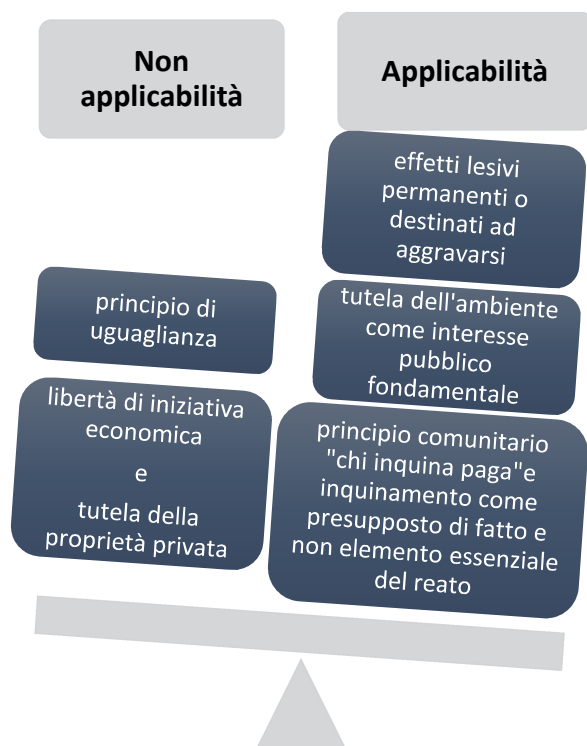 Non
applicabilità
Applicabilità
effetti lesivi
permanenti o
destinati ad
aggravarsi
principio di
uguaglianza
tutela dell'ambiente
come interesse
pubblico
fondamentale
libertà di iniziativa
economica
e
tutela della
proprietà privata
principio comunitario
"chi inquina paga"e
inquinamento come
presupposto di fatto e
non elemento essenziale
del reato